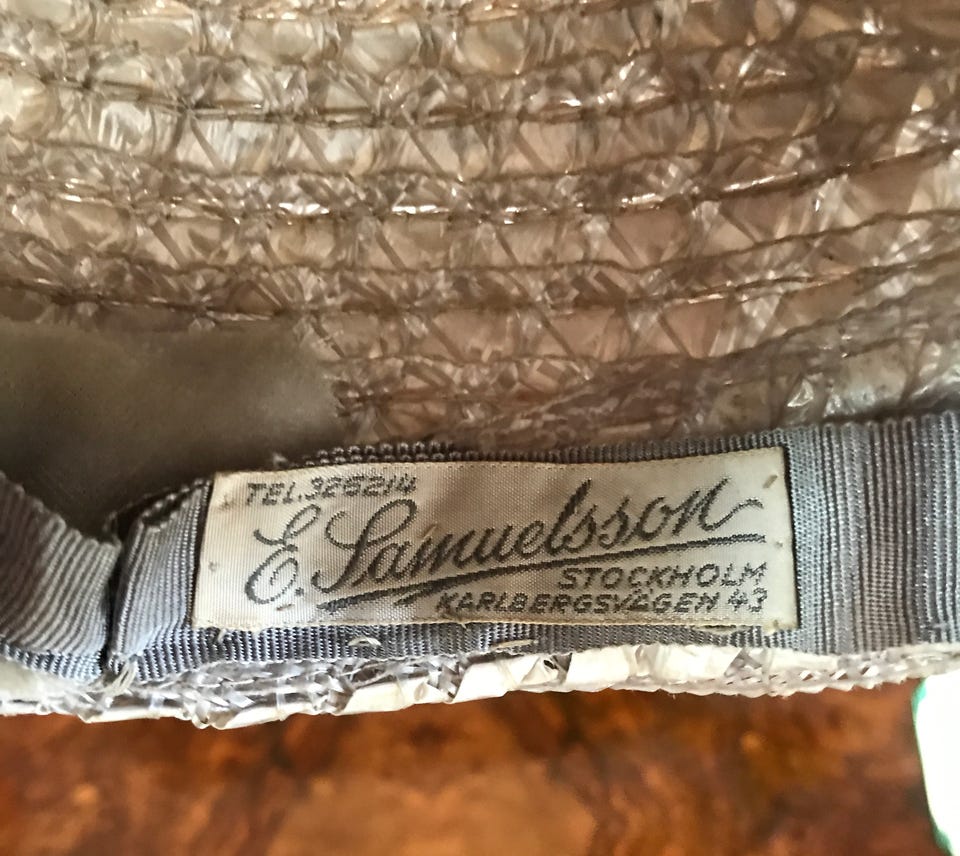 TEL. 325214
E. Samuelsson
STOCKHOLM
KARLBERGSVÄGEN 43